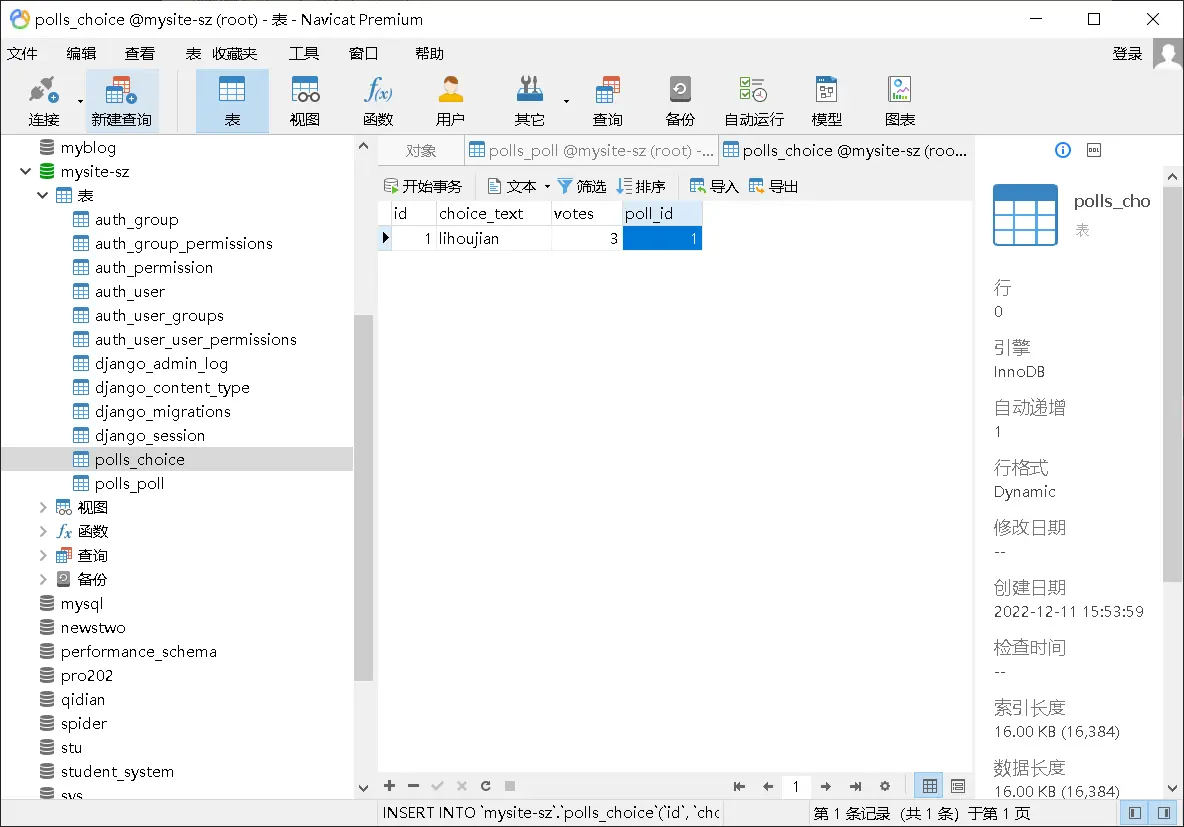 polls_choice @mysite-sz (root) - 表 - Navicat Premium
文件 编辑 查看 表 收藏夹 工具 窗口 帮助 登录
连接 新建查询 表 视图 函数 用户 其它 查询 备份 自动运行 模型 图表
对象 polls_poll @mysite-sz (root) -... polls_choice @mysite-sz (roo...
开始事务 文本 筛选 排序 导入 导出
id choice_text votes poll_id
1 lihoujian 3 1
myblog
mysite-sz
表
auth_group
auth_group_permissions
auth_permission
auth_user
auth_user_groups
auth_user_user_permissions
django_admin_log
django_content_type
django_migrations
django_session
polls_choice
polls_poll
视图
函数
查询
备份
mysql
newstwo
performance_schema
pro202
qidian
spider
stu
student_system
sys
polls_cho
表
行
0
引擎
InnoDB
自动递增
1
行格式
Dynamic
修改日期
--
创建日期
2022-12-11 15:53:59
检查时间
--
索引长度
16.00 KB (16,384)
数据长度
16.00 KB (16,384)
1
INSERT INTO `mysite-sz`.`polls_choice`(`id`, `chc
第 1 条记录 (共 1 条) 于第 1 页